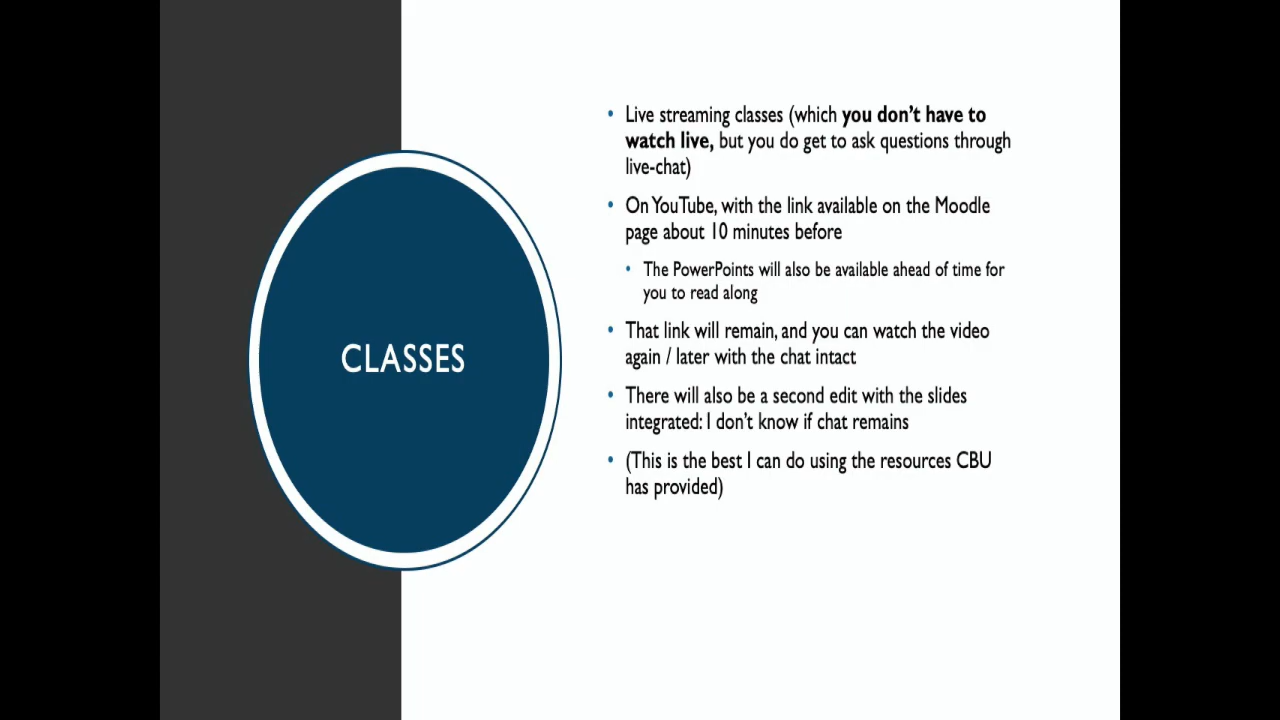 CLASSES
• Live streaming classes (which you don't have to
watch live, but you do get to ask questions through
live-chat)
• On YouTube, with the link available on the Moodle
page about 10 minutes before
• The PowerPoints will also be available ahead of time for
you to read along
• That link will remain, and you can watch the video
again / later with the chat intact
• There will also be a second edit with the slides
integrated: I don't know if chat remains
• (This is the best I can do using the resources CBU
has provided)